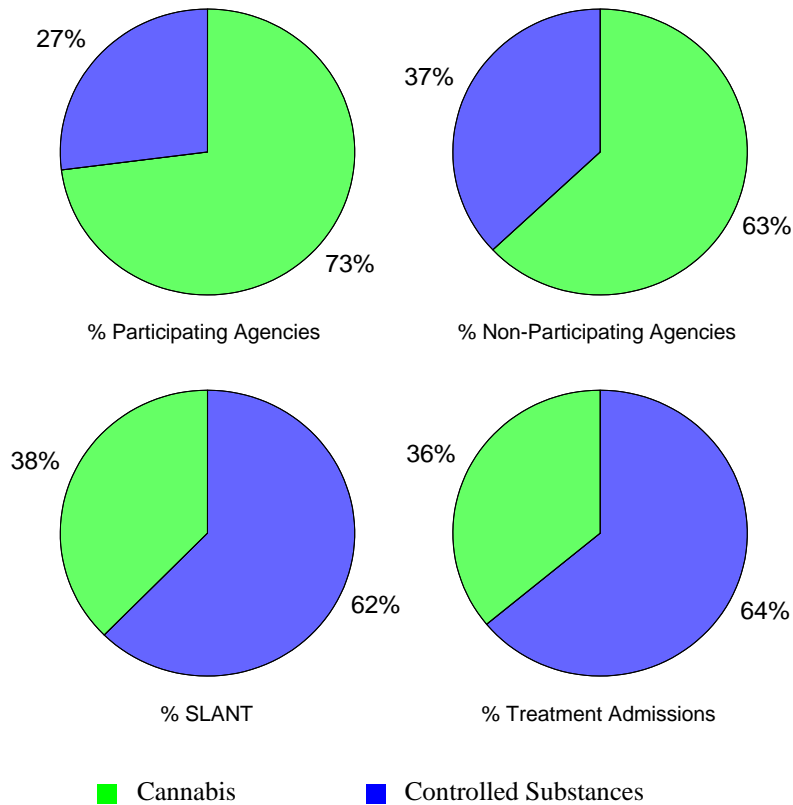 27%
73%
% Participating Agencies
37%
63%
% Non-Participating Agencies
38%
62%
% SLANT
36%
64%
% Treatment Admissions
Cannabis
Controlled Substances